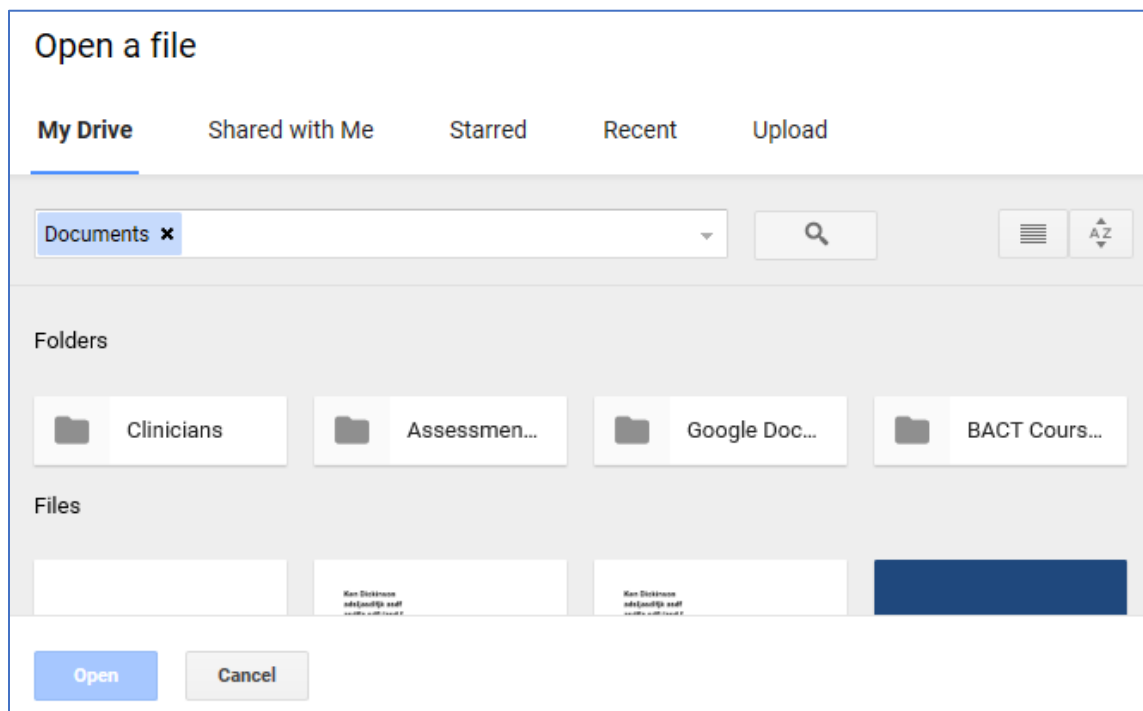 Open a file
My Drive Shared with Me Starred Recent Upload
Documents ×
AZ
Folders
Clinicians Assessmen... Google Doc... BACT Cours...
Files
Ken Dickinson Ken Dickinson
Open Cancel